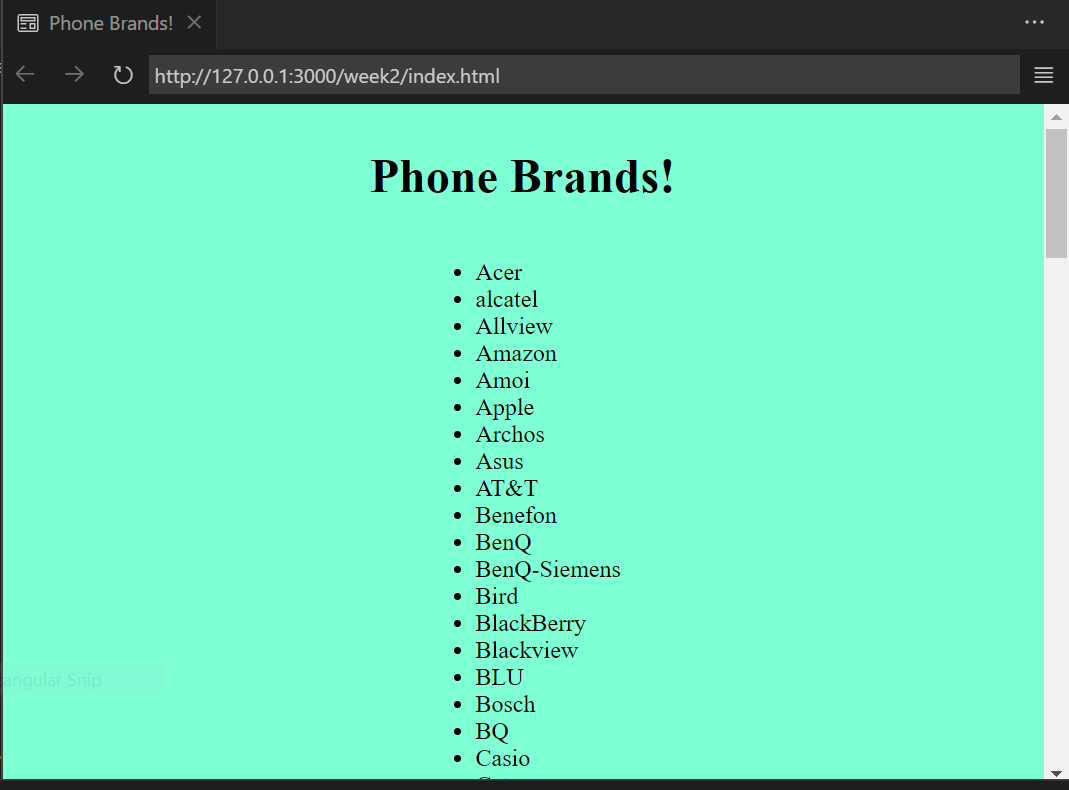 Phone Brands!
http://127.0.0.1:3000/week2/index.html
Phone Brands!
Acer
alcatel
Allview
Amazon
Amoi
Apple
Archos
Asus
AT&T
Benefon
BenQ
BenQ-Siemens
Bird
BlackBerry
Blackview
angular Snip
BLU
Bosch
BQ
Casio